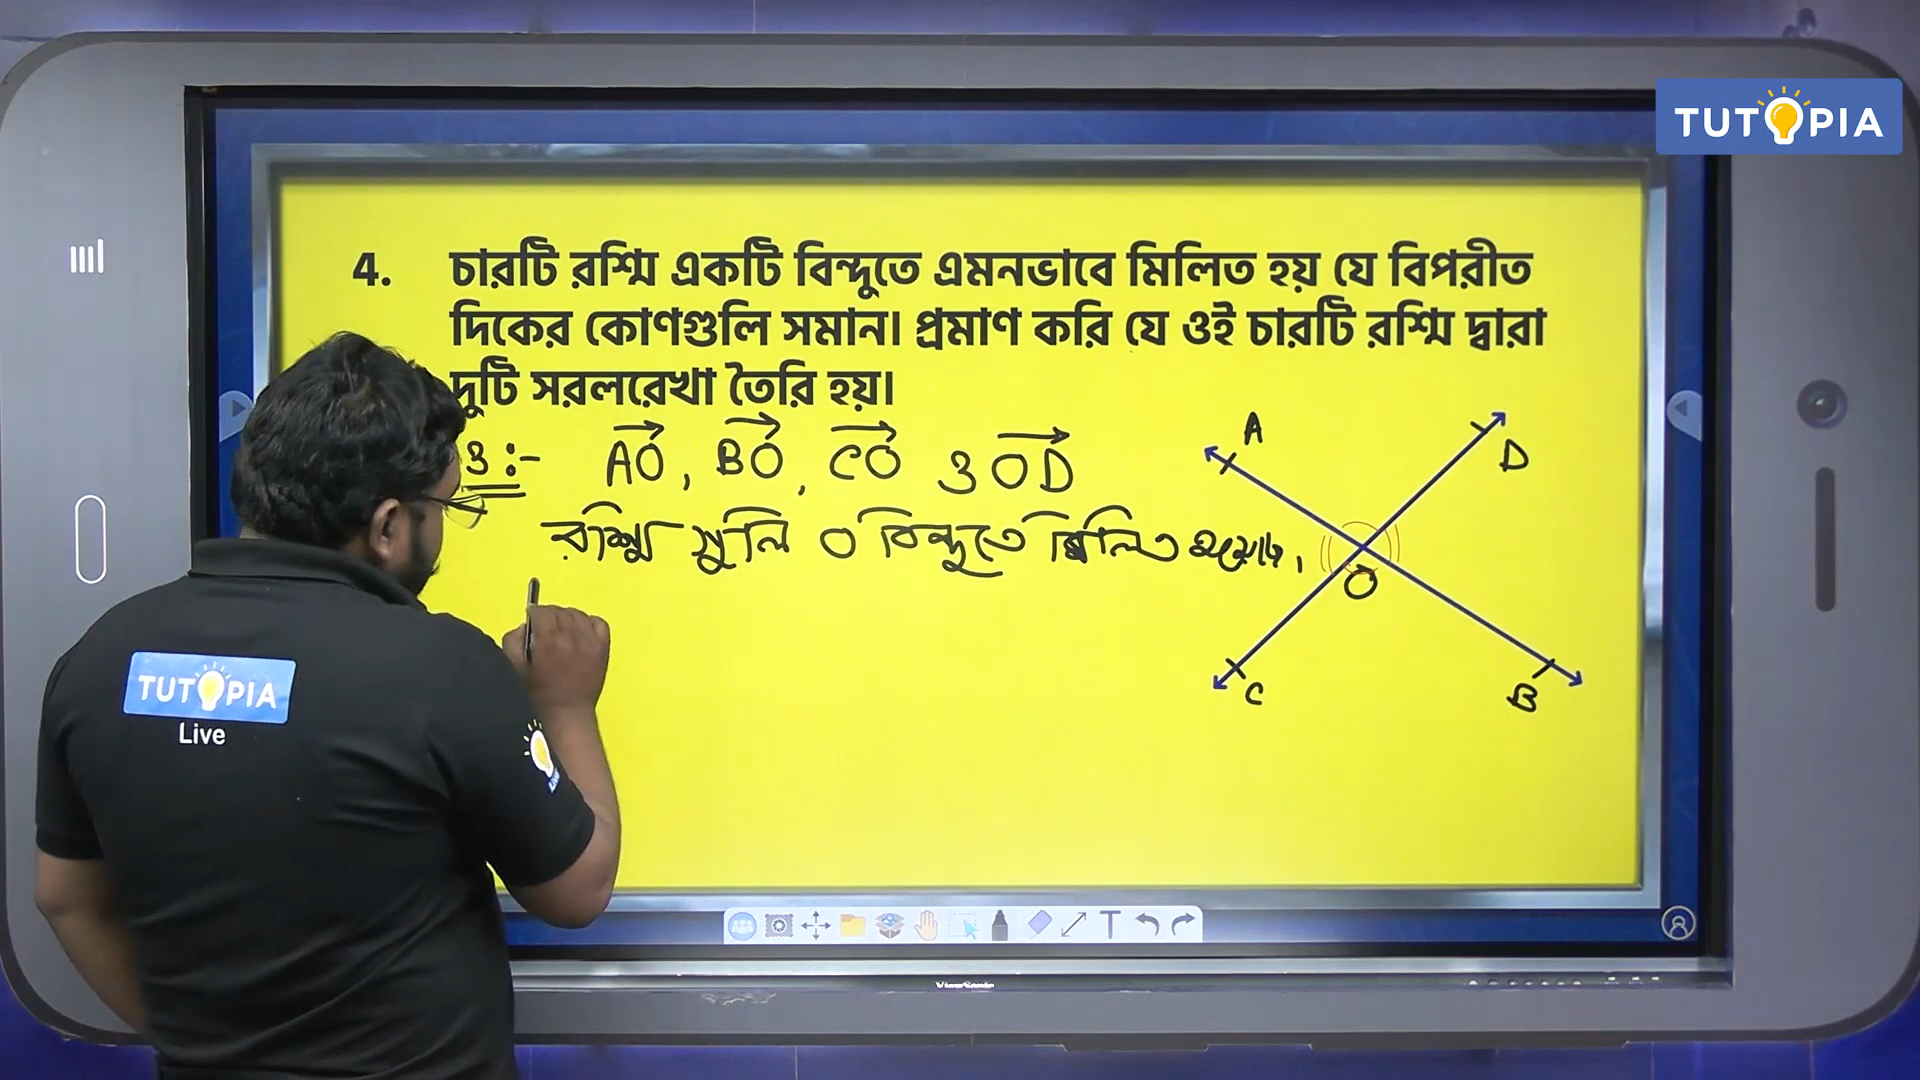 TUTOPIA
4. চারটি রশ্মি একটি বিন্দুতে এমনভাবে মিলিত হয় যে বিপরীত
দিকের কোণগুলি সমান। প্রমাণ করি যে ওই চারটি রশ্মি দ্বারা
দুটি সরলরেখা তৈরি হয়।
উঃ- AO, BO, CO ও OD
রশ্মি গুলি O বিন্দুতে মিলিত হয়েছে,
A
D
O
C
B
TUTOPIA
Live
ViewSonic